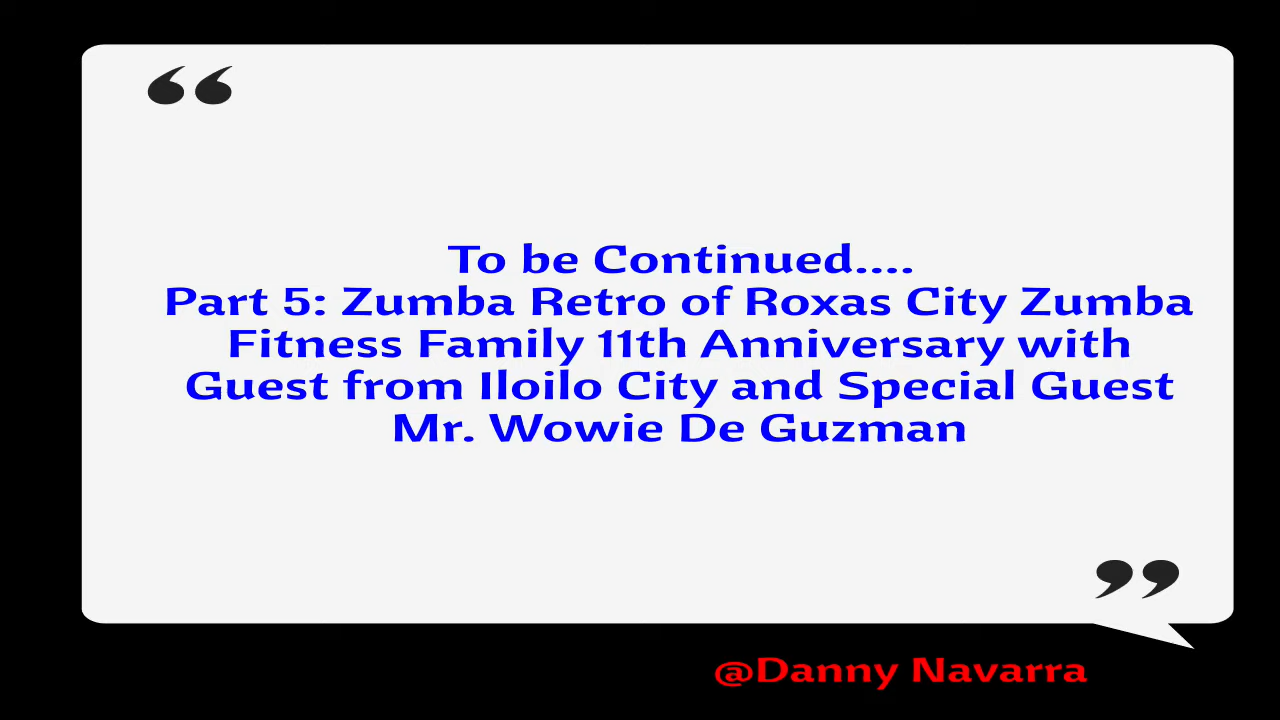 “
To be Continued....
Part 5: Zumba Retro of Roxas City Zumba
Fitness Family 11th Anniversary with
Guest from Iloilo City and Special Guest
Mr. Wowie De Guzman
”
@Danny Navarra